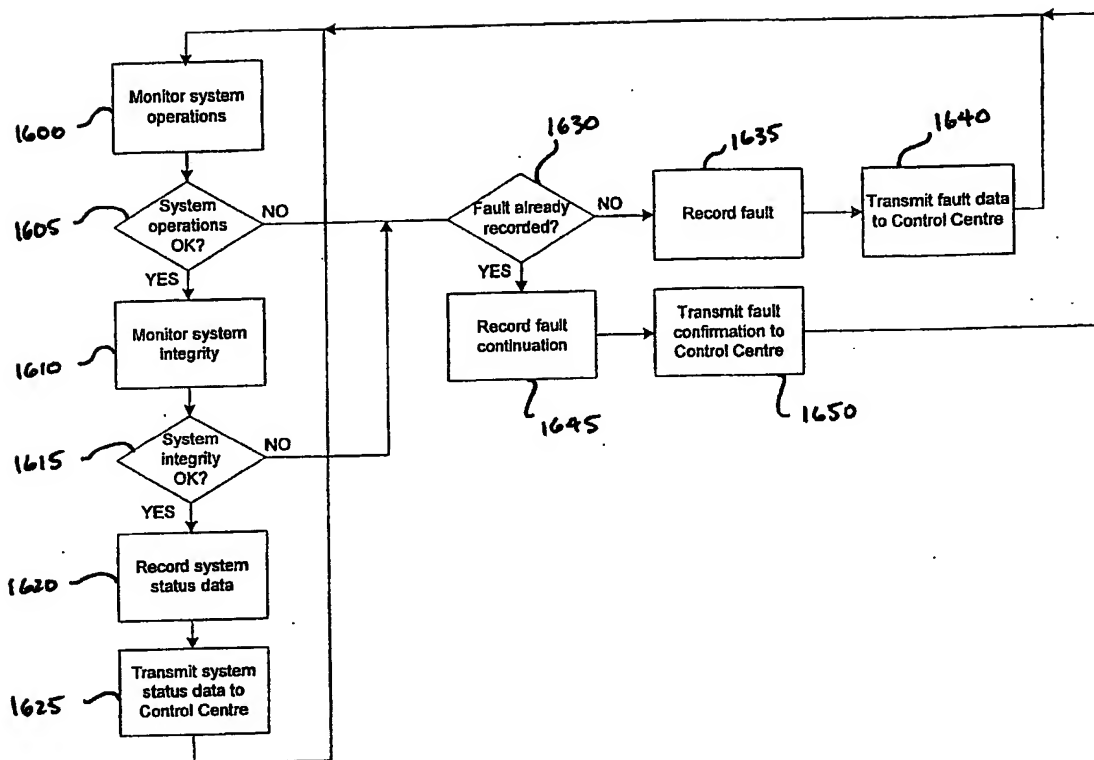 Monitor system
operations
1600
System
operations
OK?
1605
NO
YES
Monitor system
integrity
1610
System
integrity
OK?
1615
NO
YES
Record system
status data
1620
Transmit system
status data to
Control Centre
1625
1630
Fault already
recorded?
NO
YES
1635
Record fault
1640
Transmit fault data
to Control Centre
Record fault
continuation
1645
Transmit fault
confirmation to
Control Centre
1650